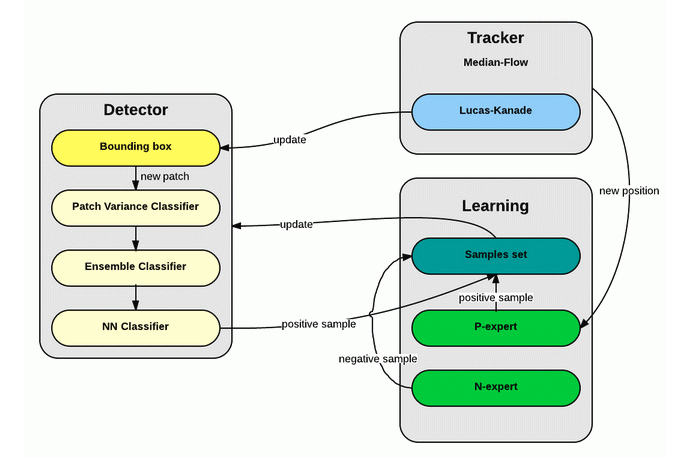 Tracker
Median-Flow
Lucas-Kanade
Detector
Bounding box
update
new patch
Patch Variance Classifier
Ensemble Classifier
NN Classifier
new position
Learning
update
Samples set
positive sample
P-expert
positive sample
negative sample
N-expert